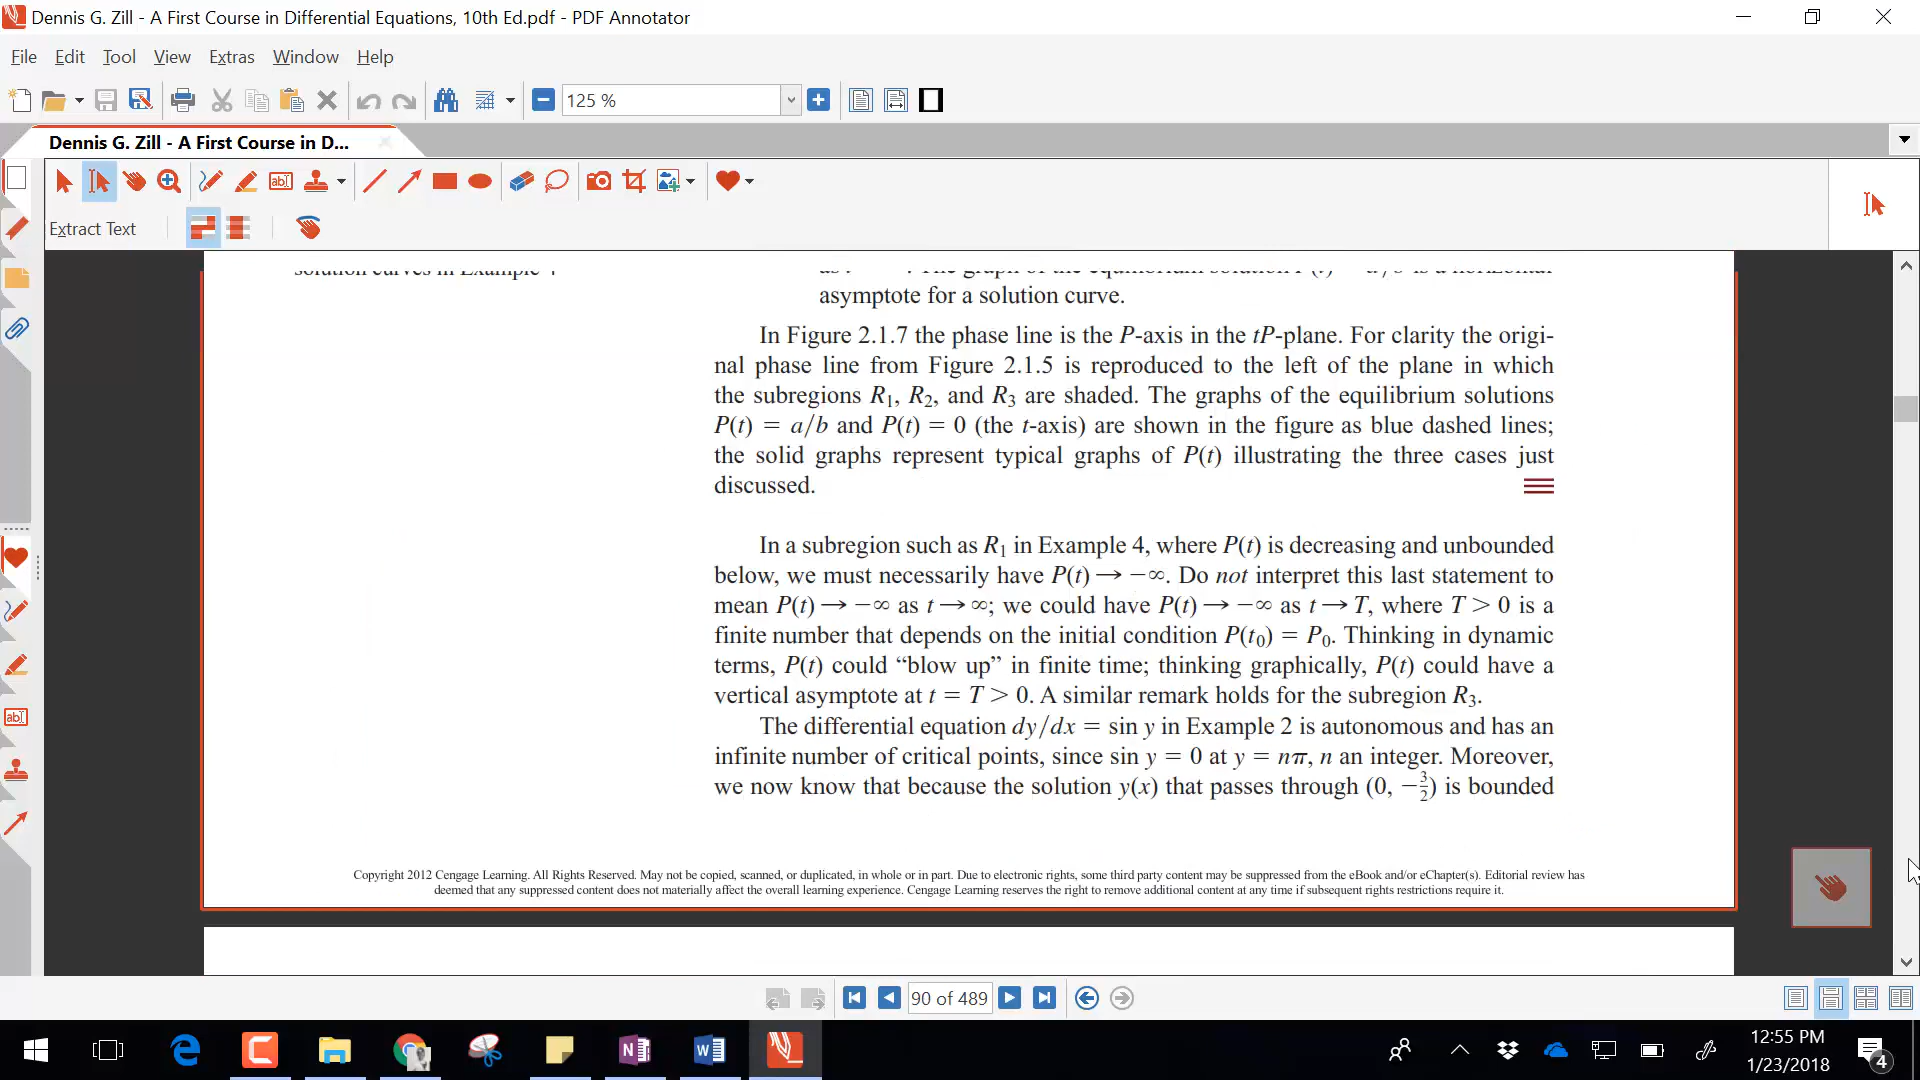 Dennis G. Zill - A First Course in Differential Equations, 10th Ed.pdf - PDF Annotator
File Edit Tool View Extras Window Help
125 %
Dennis G. Zill - A First Course in D...
Extract Text
solution curves in Example 4
asymptote for a solution curve.
In Figure 2.1.7 the phase line is the P-axis in the tP-plane. For clarity the origi-
nal phase line from Figure 2.1.5 is reproduced to the left of the plane in which
the subregions R₁, R₂, and R₃ are shaded. The graphs of the equilibrium solutions
P(t) = a/b and P(t) = 0 (the t-axis) are shown in the figure as blue dashed lines;
the solid graphs represent typical graphs of P(t) illustrating the three cases just
discussed.
In a subregion such as R₁ in Example 4, where P(t) is decreasing and unbounded
below, we must necessarily have P(t) → −∞. Do not interpret this last statement to
mean P(t) → −∞ as t → ∞; we could have P(t) → −∞ as t → T, where T > 0 is a
finite number that depends on the initial condition P(t₀) = P₀. Thinking in dynamic
terms, P(t) could “blow up” in finite time; thinking graphically, P(t) could have a
vertical asymptote at t = T > 0. A similar remark holds for the subregion R₃.
The differential equation dy/dx = sin y in Example 2 is autonomous and has an
infinite number of critical points, since sin y = 0 at y = nπ, n an integer. Moreover,
we now know that because the solution y(x) that passes through (0, −3/2) is bounded
Copyright 2012 Cengage Learning. All Rights Reserved. May not be copied, scanned, or duplicated, in whole or in part. Due to electronic rights, some third party content may be suppressed from the eBook and/or eChapter(s). Editorial review has
deemed that any suppressed content does not materially affect the overall learning experience. Cengage Learning reserves the right to remove additional content at any time if subsequent rights restrictions require it.
90 of 489
12:55 PM
1/23/2018
4